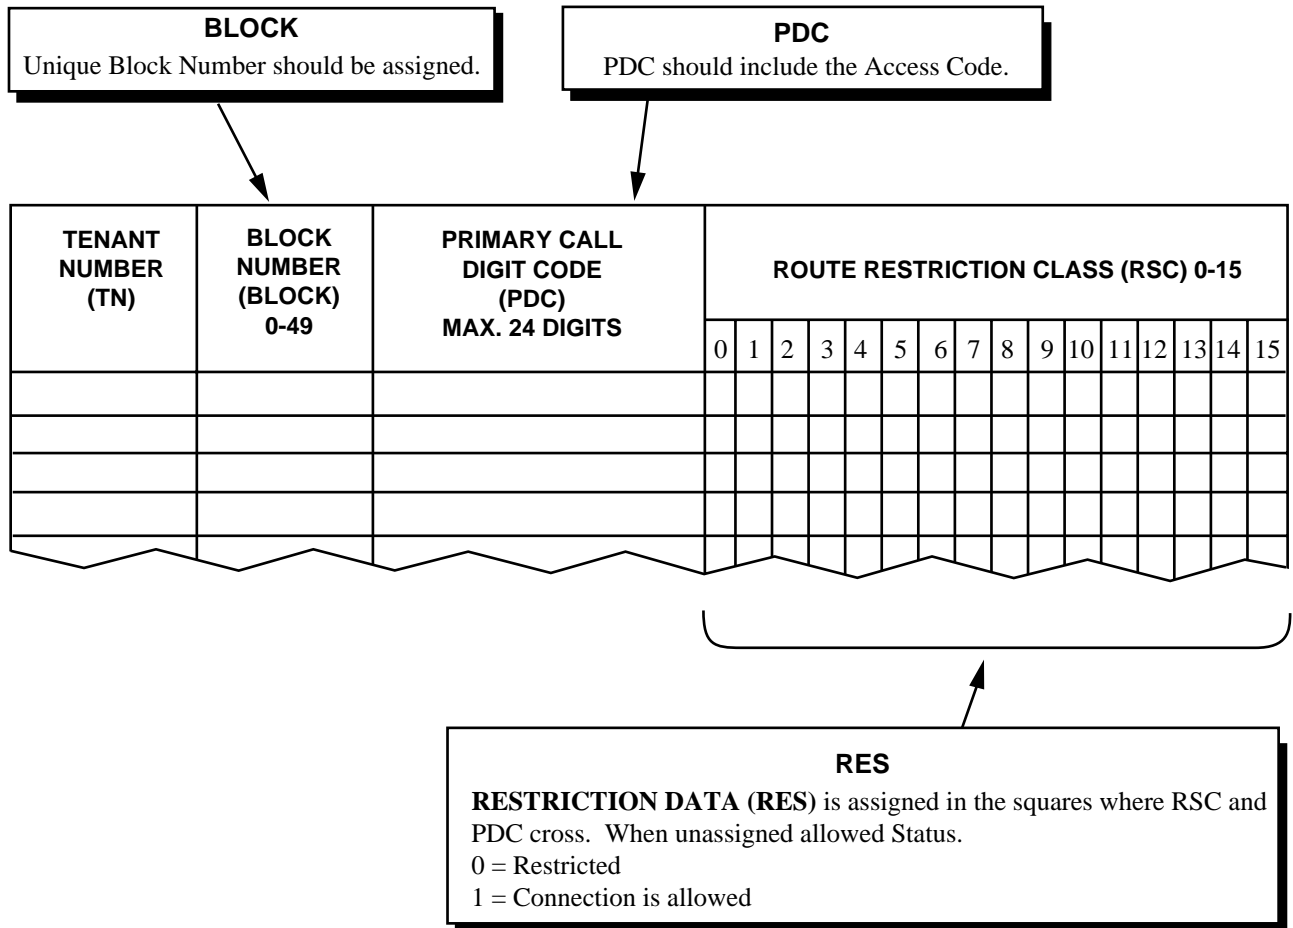 BLOCK
Unique Block Number should be assigned.
PDC
PDC should include the Access Code.
TENANT
NUMBER
(TN)
BLOCK
NUMBER
(BLOCK)
0-49
PRIMARY CALL
DIGIT CODE
(PDC)
MAX. 24 DIGITS
ROUTE RESTRICTION CLASS (RSC) 0-15
0 1 2 3 4 5 6 7 8 9 10 11 12 13 14 15
RES
RESTRICTION DATA (RES) is assigned in the squares where RSC and
PDC cross. When unassigned allowed Status.
0 = Restricted
1 = Connection is allowed